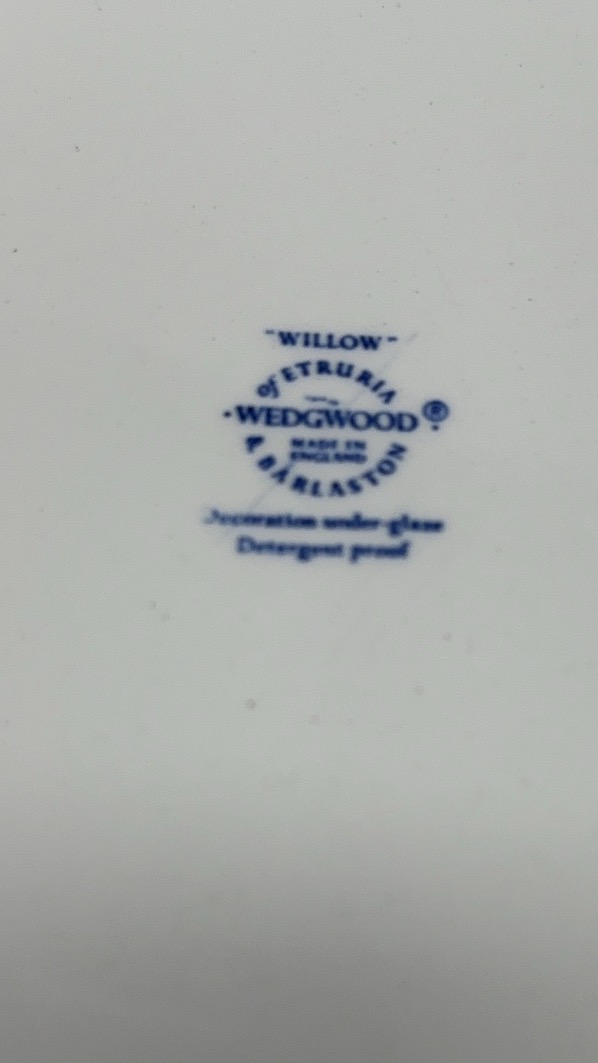 "WILLOW"
OF ETRURIA
·WEDGWOOD®·
MADE IN
ENGLAND
& BARLASTON
Decoration under-glaze
Detergent proof